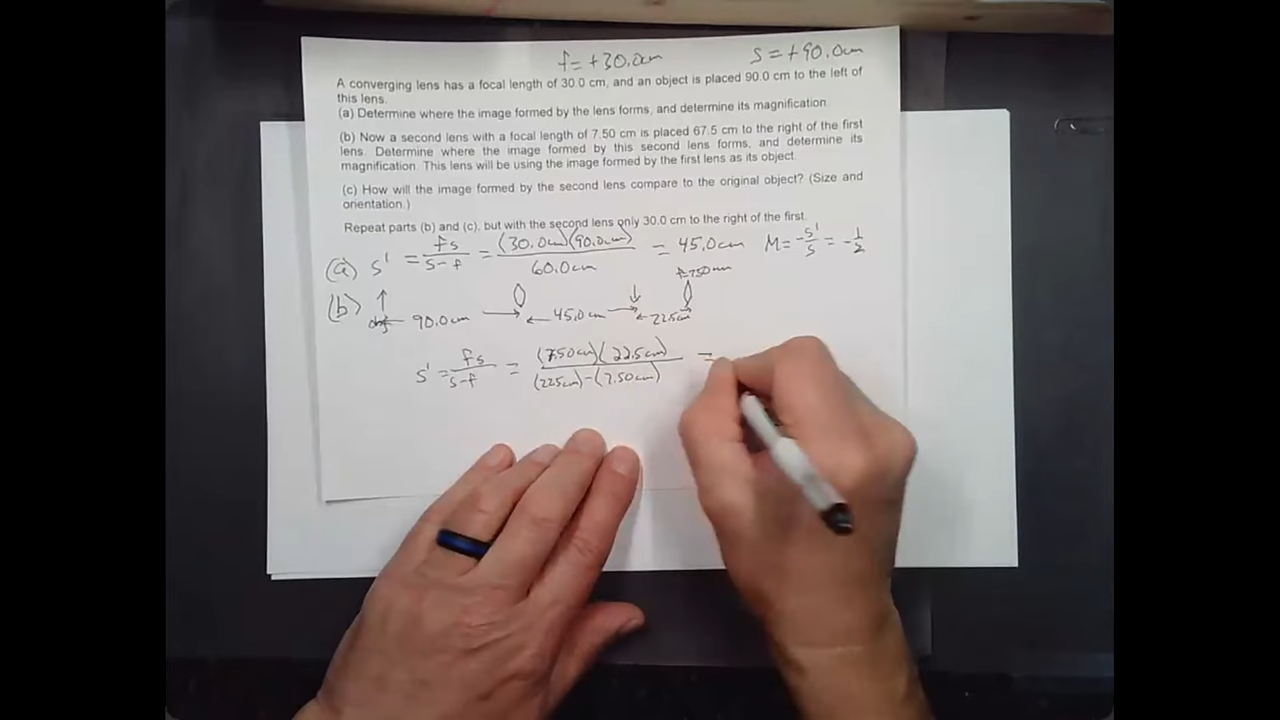 f = +30.0cm s = +90.0cm
A converging lens has a focal length of 30.0 cm, and an object is placed 90.0 cm to the left of
this lens.
(a) Determine where the image formed by the lens forms, and determine its magnification.
(b) Now a second lens with a focal length of 7.50 cm is placed 67.5 cm to the right of the first
lens. Determine where the image formed by this second lens forms, and determine its
magnification. This lens will be using the image formed by the first lens as its object.
(c) How will the image formed by the second lens compare to the original object? (Size and
orientation.)
Repeat parts (b) and (c), but with the second lens only 30.0 cm to the right of the first.
(a) s' = fs/s-f = (30.0cm)(90.0cm)/60.0cm = 45.0cm M = -s'/s = -1/2
(b) obj 90.0cm 45.0cm 22.5cm
s' = fs/s-f = (7.50cm)(22.5cm)/(22.5cm)-(7.50cm) =